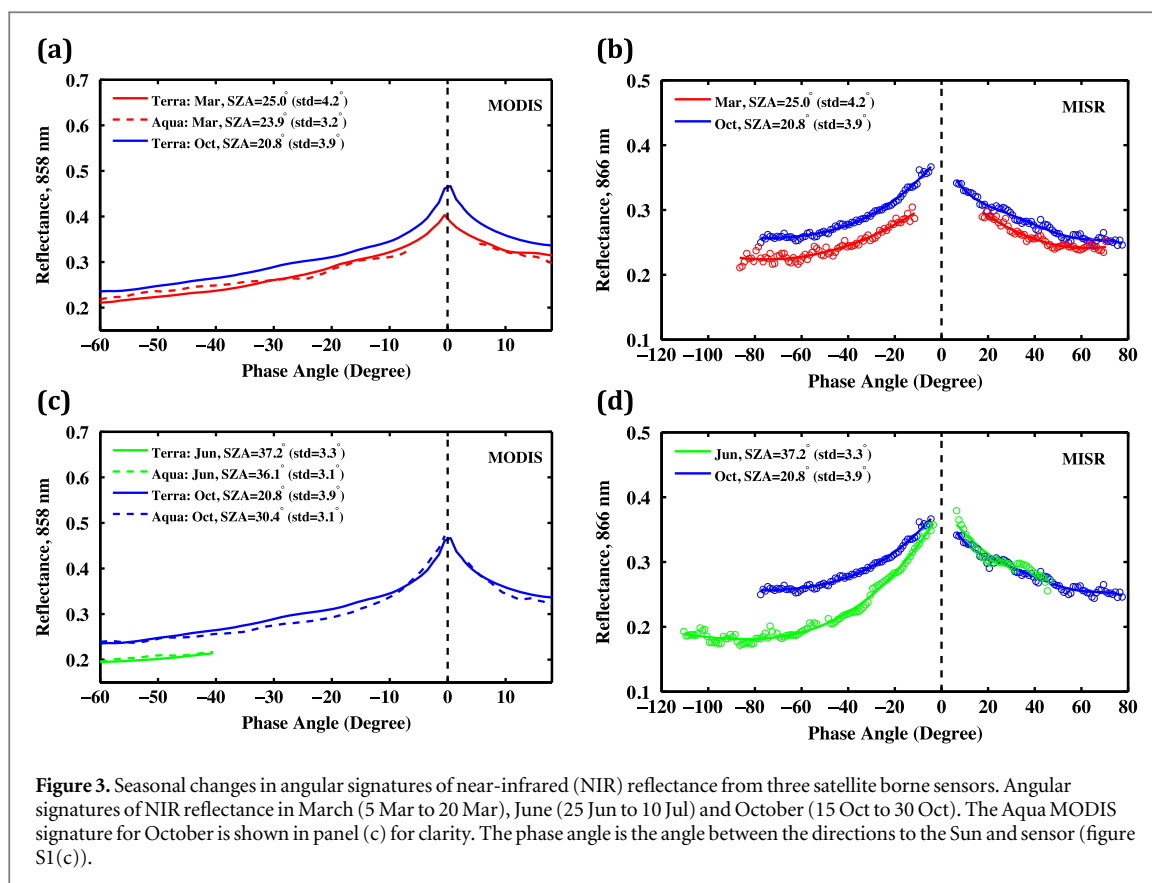 (a)
0.7
0.6
0.5
0.4
0.3
0.2
Reflectance, 858 nm
Terra: Mar, SZA=25.0° (std=4.2°)
Aqua: Mar, SZA=23.9° (std=3.2°)
Terra: Oct, SZA=20.8° (std=3.9°)
MODIS
−60 −50 −40 −30 −20 −10 0 10
Phase Angle (Degree)
(b)
0.5
0.4
0.3
0.2
0.1
Reflectance, 866 nm
Mar, SZA=25.0° (std=4.2°)
Oct, SZA=20.8° (std=3.9°)
MISR
−120 −100 −80 −60 −40 −20 0 20 40 60 80
Phase Angle (Degree)
(c)
0.7
0.6
0.5
0.4
0.3
0.2
Reflectance, 858 nm
Terra: Jun, SZA=37.2° (std=3.3°)
Aqua: Jun, SZA=36.1° (std=3.1°)
Terra: Oct, SZA=20.8° (std=3.9°)
Aqua: Oct, SZA=30.4° (std=3.1°)
MODIS
−60 −50 −40 −30 −20 −10 0 10
Phase Angle (Degree)
(d)
0.5
0.4
0.3
0.2
0.1
Reflectance, 866 nm
Jun, SZA=37.2° (std=3.3°)
Oct, SZA=20.8° (std=3.9°)
MISR
−120 −100 −80 −60 −40 −20 0 20 40 60 80
Phase Angle (Degree)
Figure 3. Seasonal changes in angular signatures of near-infrared (NIR) reflectance from three satellite borne sensors. Angular
signatures of NIR reflectance in March (5 Mar to 20 Mar), June (25 Jun to 10 Jul) and October (15 Oct to 30 Oct). The Aqua MODIS
signature for October is shown in panel (c) for clarity. The phase angle is the angle between the directions to the Sun and sensor (figure
S1(c)).